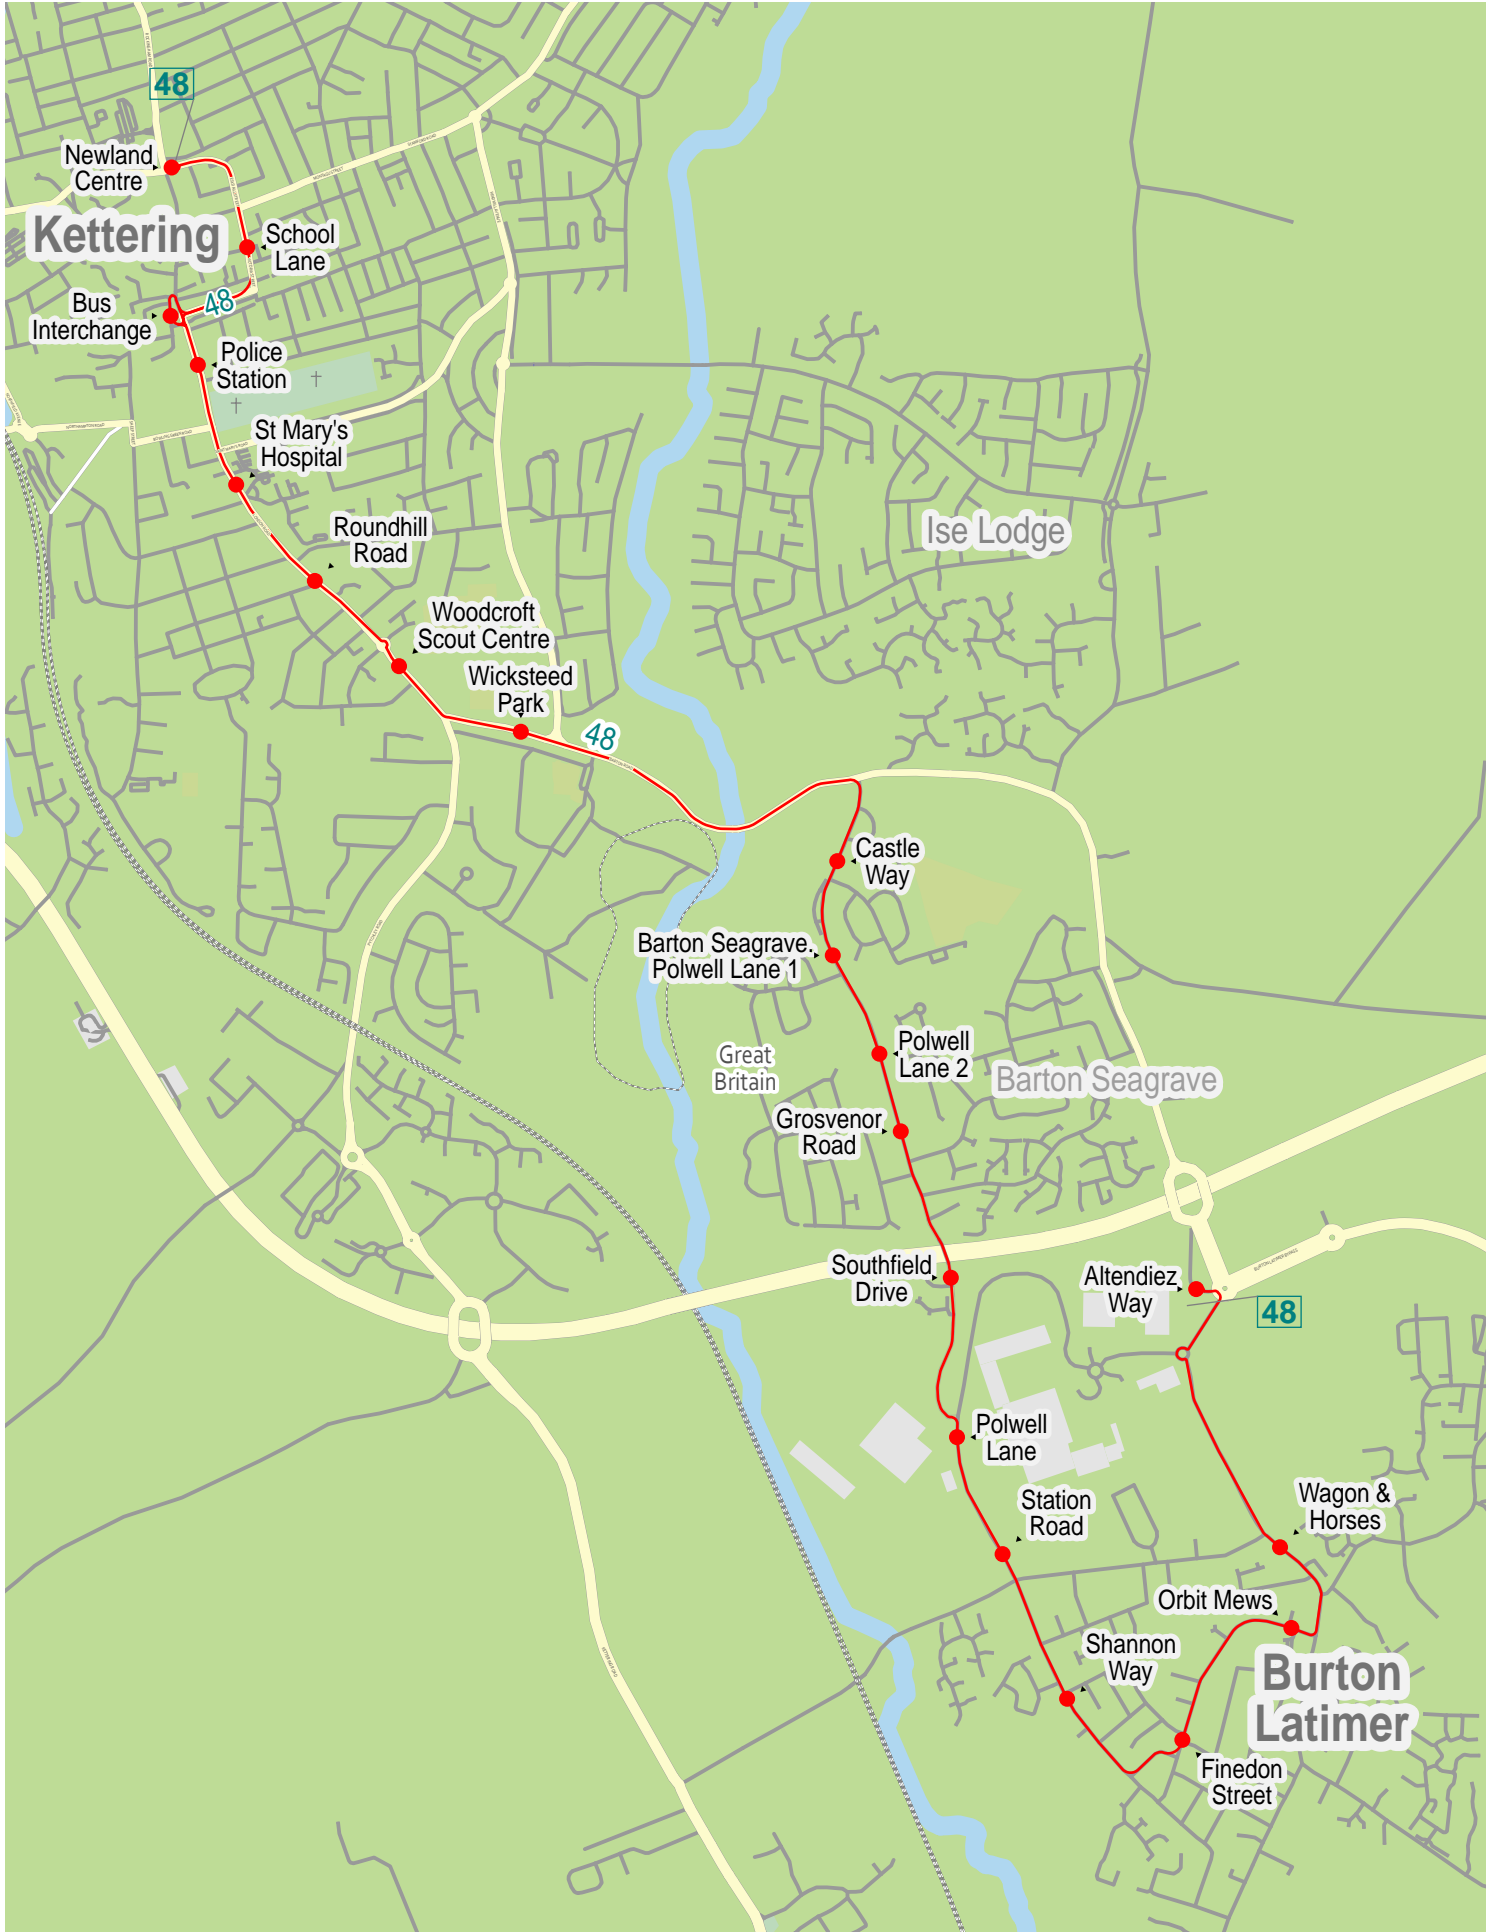 48
Newland
Centre
Kettering
School
Lane
48
Bus
Interchange
Police
Station
St Mary's
Hospital
Roundhill
Road
Ise Lodge
Woodcroft
Scout Centre
Wicksteed
Park
48
Castle
Way
Barton Seagrave.
Polwell Lane 1
Polwell
Lane 2
Great
Britain
Barton Seagrave
Grosvenor
Road
Southfield
Drive
Altendiez
Way
48
Polwell
Lane
Station
Road
Wagon &
Horses
Orbit Mews
Shannon
Way
Burton
Latimer
Finedon
Street